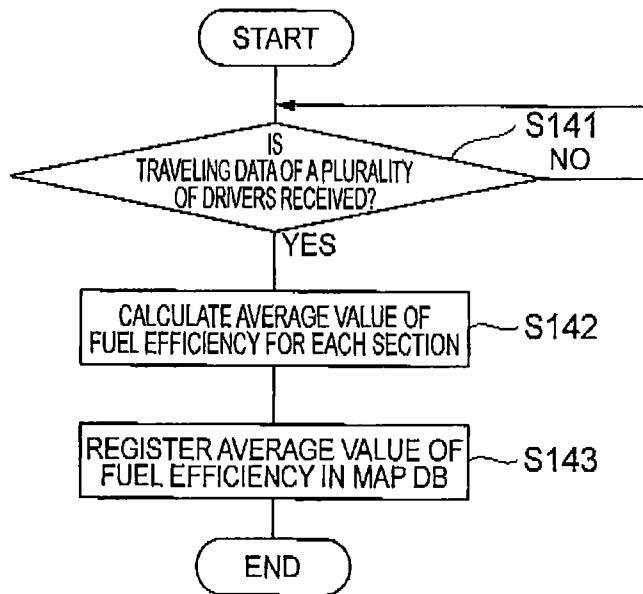 START
IS
TRAVELING DATA OF A PLURALITY
OF DRIVERS RECEIVED?
S141
NO
YES
CALCULATE AVERAGE VALUE OF
FUEL EFFICIENCY FOR EACH SECTION
S142
REGISTER AVERAGE VALUE OF
FUEL EFFICIENCY IN MAP DB
S143
END